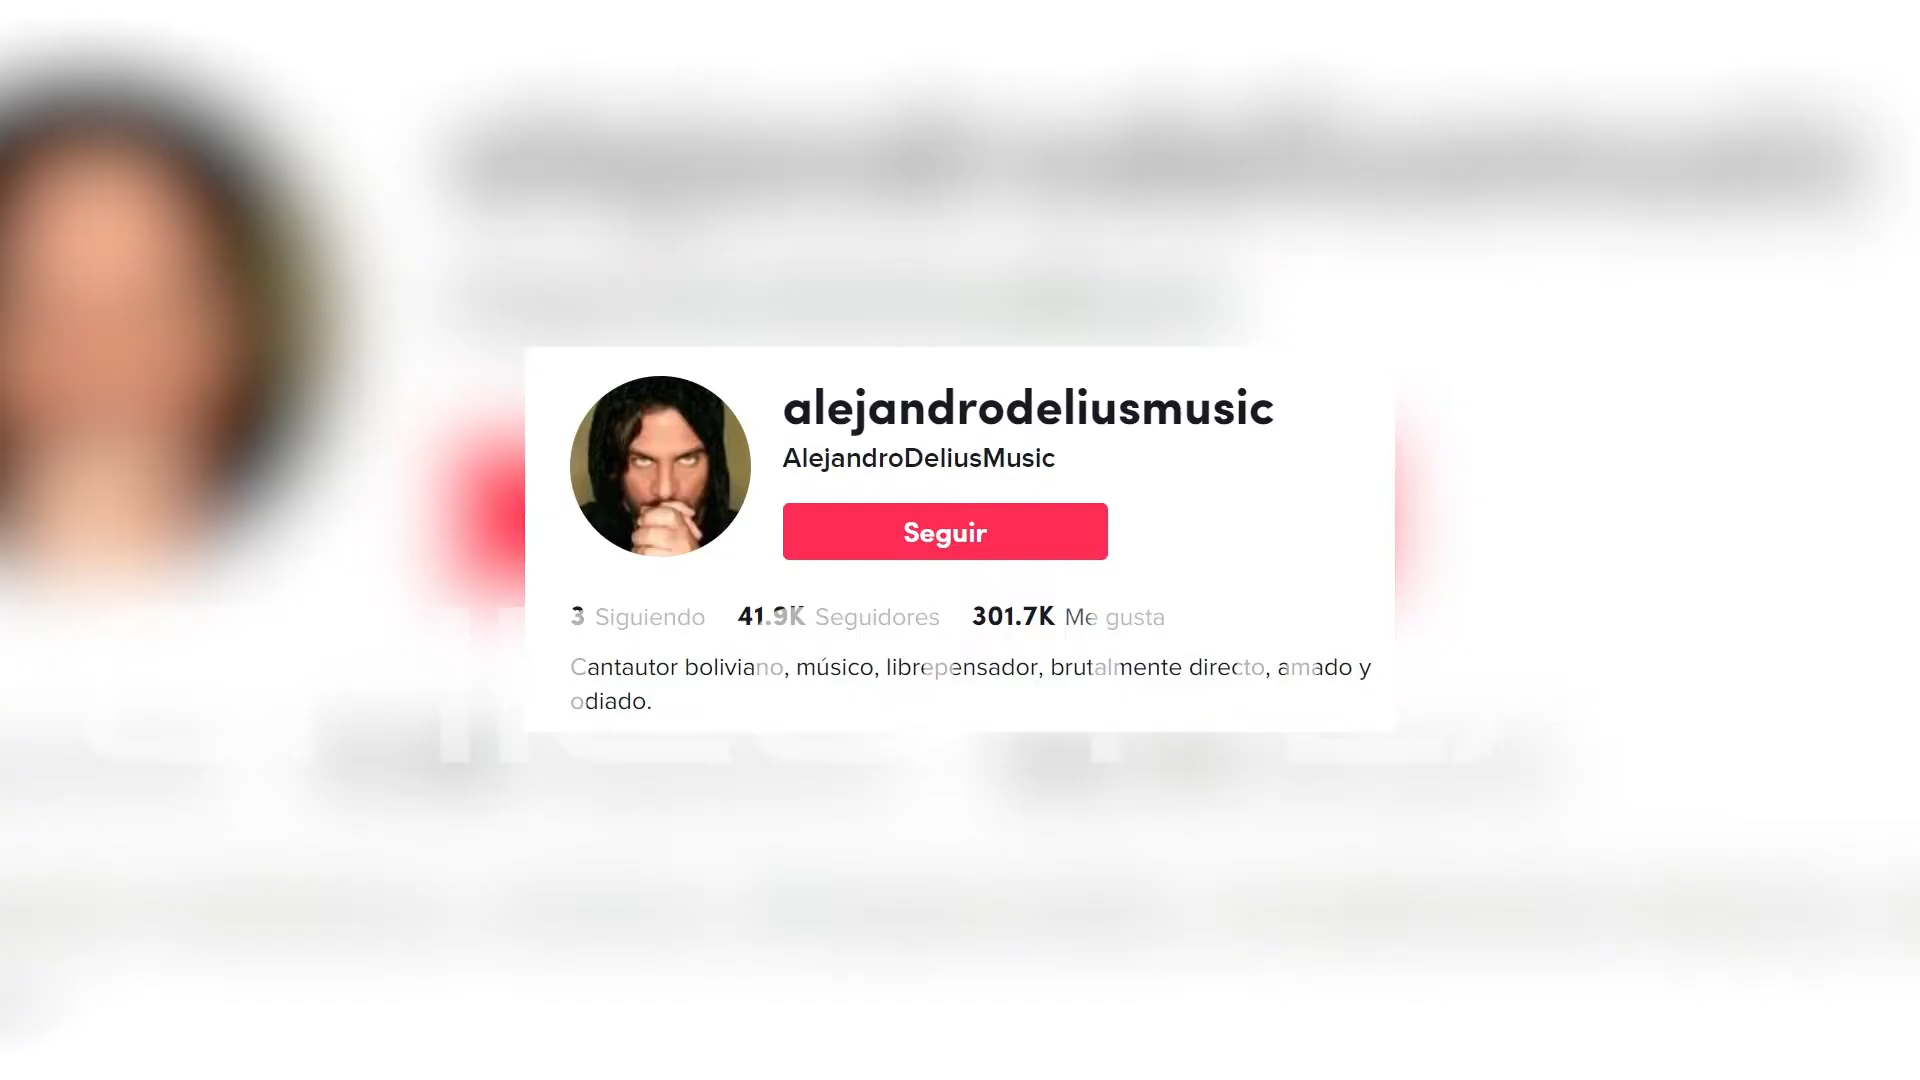 alejandrodeliusmusic
AlejandroDeliusMusic
Seguir
3 Siguiendo 41.9K Seguidores 301.7K Me gusta
Cantautor boliviano, músico, librepensador, brutalmente directo, amado y
odiado.